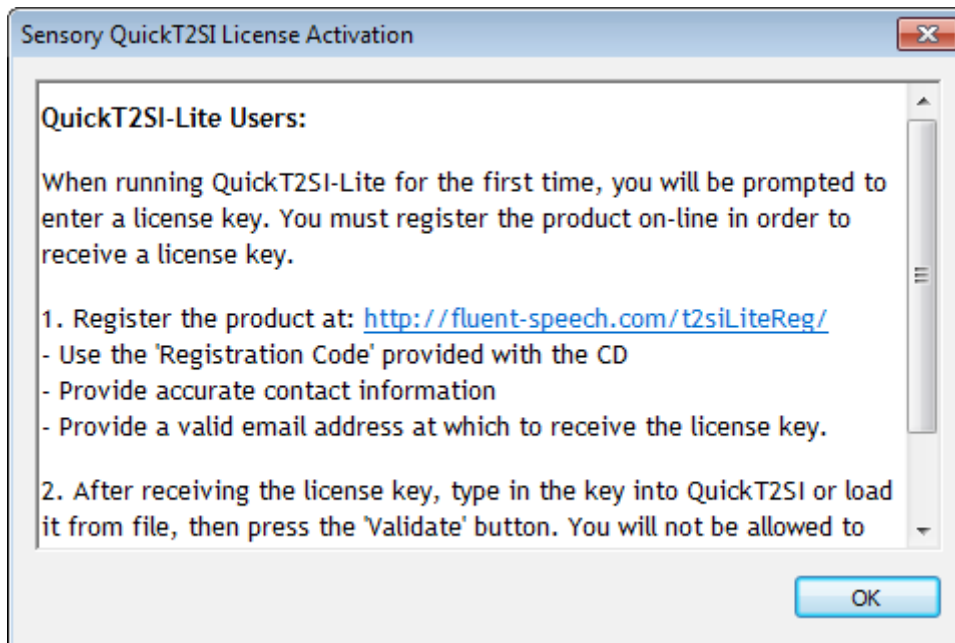 Sensory QuickT2SI License Activation
QuickT2SI-Lite Users:
When running QuickT2SI-Lite for the first time, you will be prompted to
enter a license key. You must register the product on-line in order to
receive a license key.
1. Register the product at: http://fluent-speech.com/t2siLiteReg/
- Use the 'Registration Code' provided with the CD
- Provide accurate contact information
- Provide a valid email address at which to receive the license key.
2. After receiving the license key, type in the key into QuickT2SI or load
it from file, then press the 'Validate' button. You will not be allowed to
OK